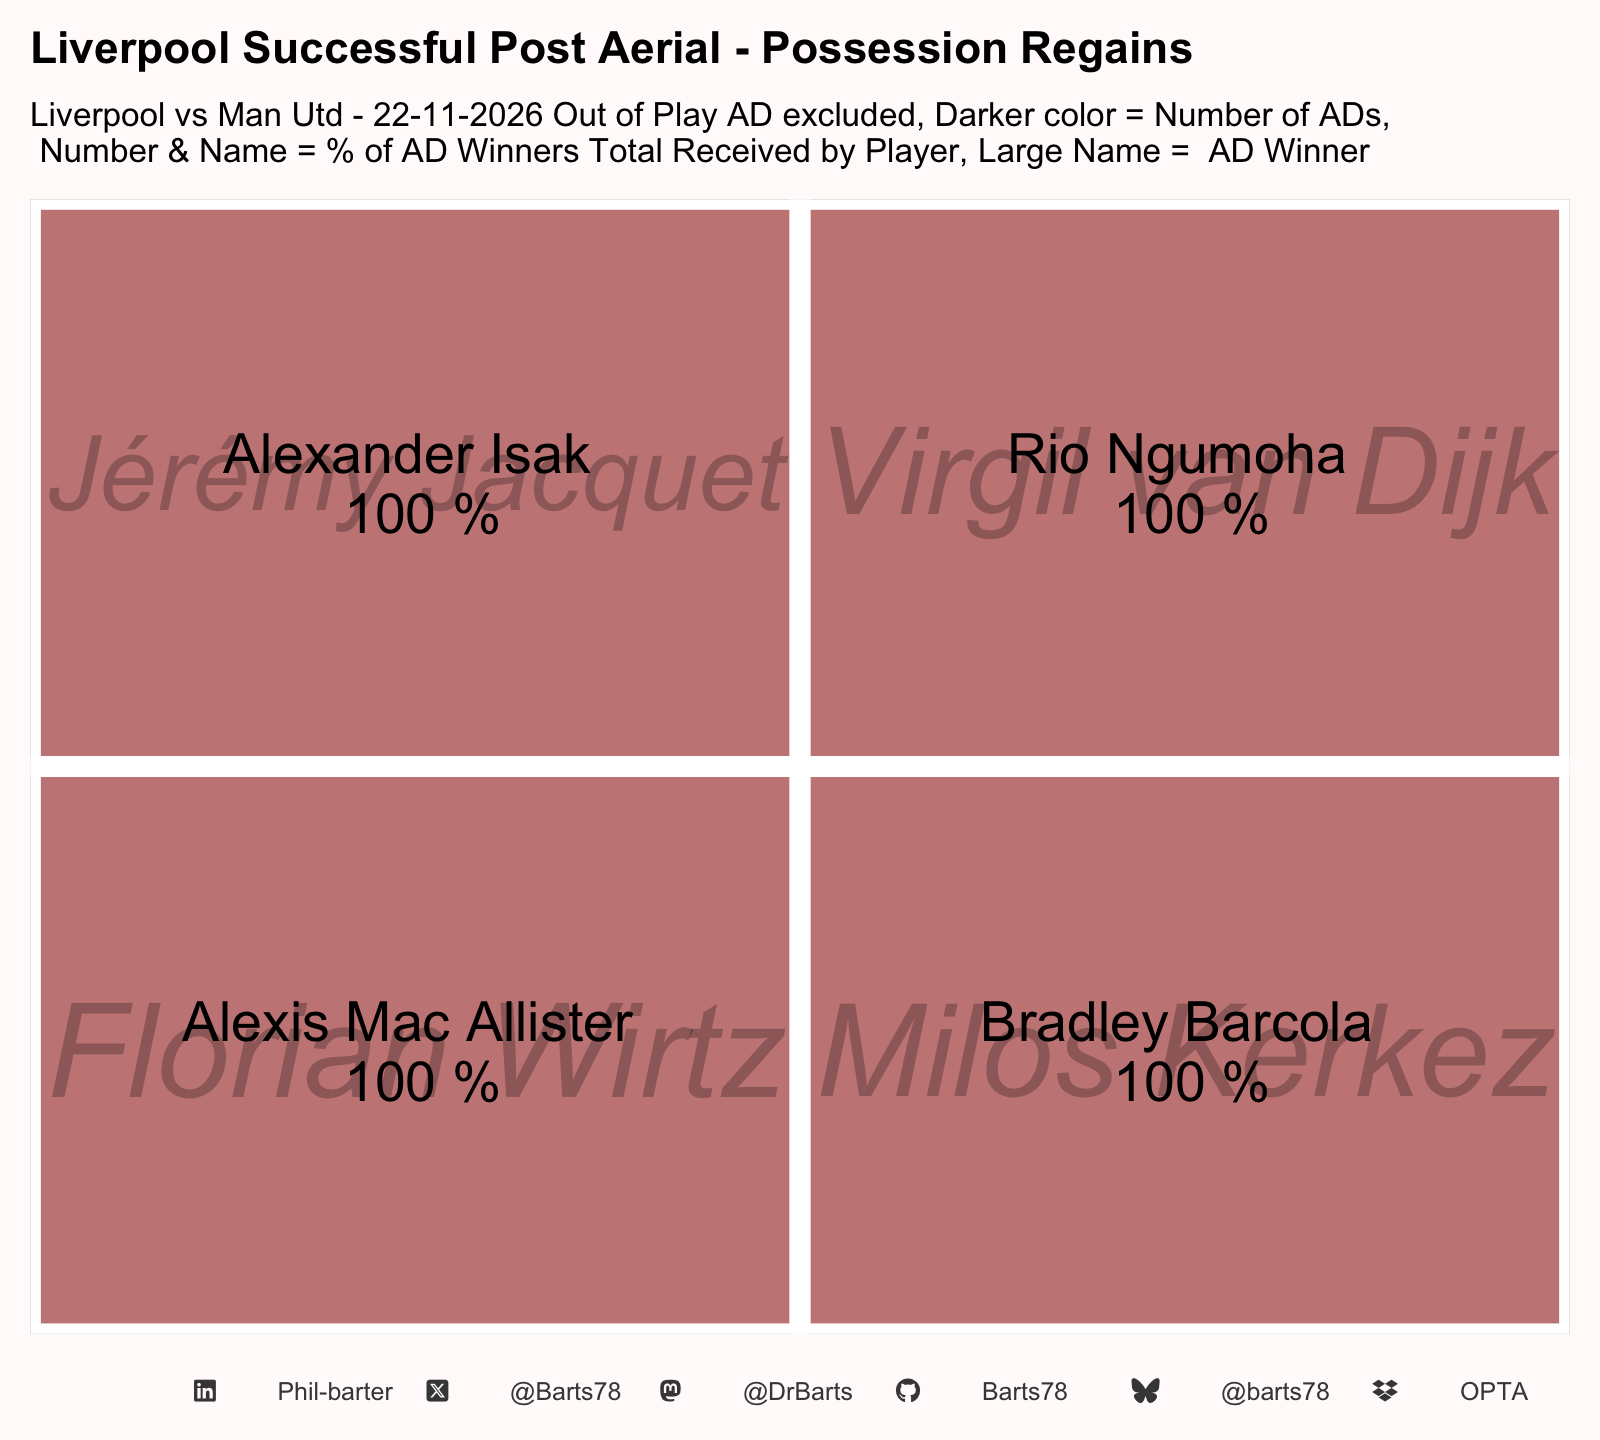 Liverpool Successful Post Aerial - Possession Regains
Liverpool vs Man Utd - 22-11-2026 Out of Play AD excluded, Darker color = Number of ADs,
Number & Name = % of AD Winners Total Received by Player, Large Name =  AD Winner
Jérémy Jacquet
Alexander Isak
100 %
Virgil van Dijk
Rio Ngumoha
100 %
Florian Wirtz
Alexis Mac Allister
100 %
Milos Kerkez
Bradley Barcola
100 %
Phil-barter @Barts78 @DrBarts Barts78 @barts78 OPTA